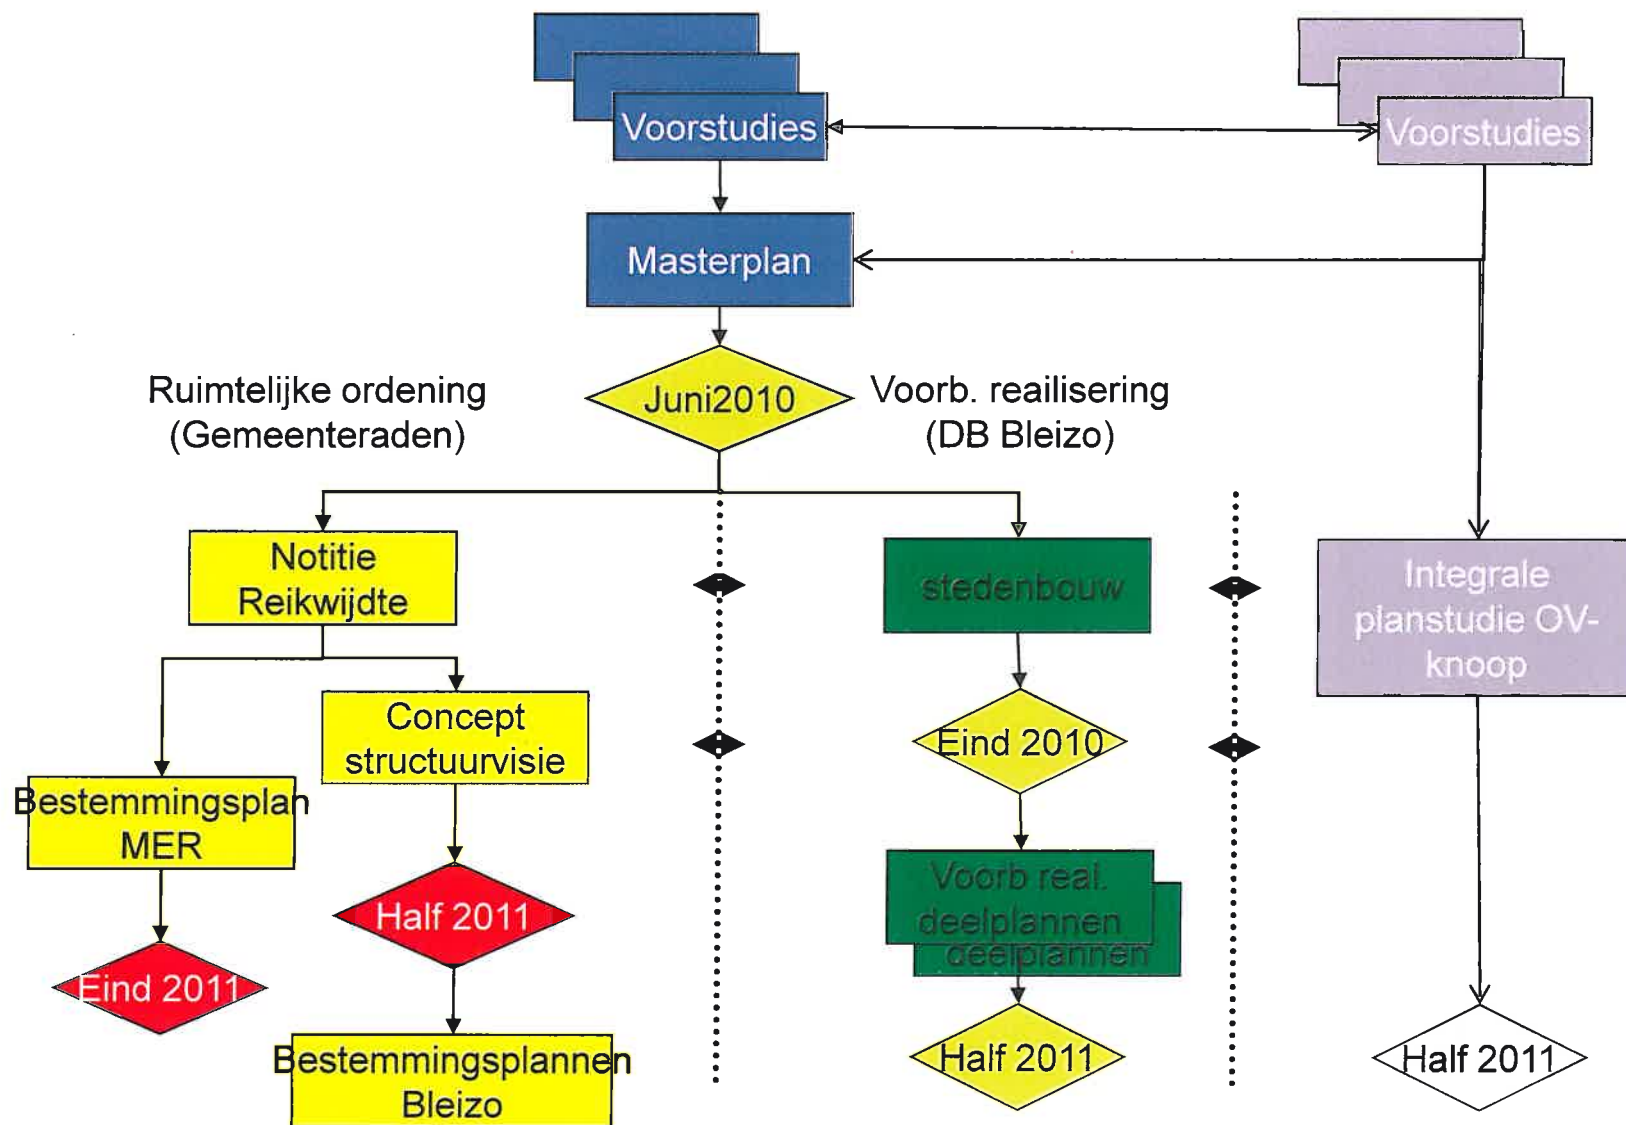 Voorstudies
Voorstudies
Masterplan
Juni2010
Ruimtelijke ordening
(Gemeenteraden)
Voorb. reailisering
(DB Bleizo)
Notitie
Reikwijdte
stedenbouw
Integrale
planstudie OV-
knoop
Concept
structuurvisie
Eind 2010
Bestemmingsplan
MER
Voorb real.
deelplannen
deelplannen
Half 2011
Eind 2011
Bestemmingsplannen
Bleizo
Half 2011
Half 2011